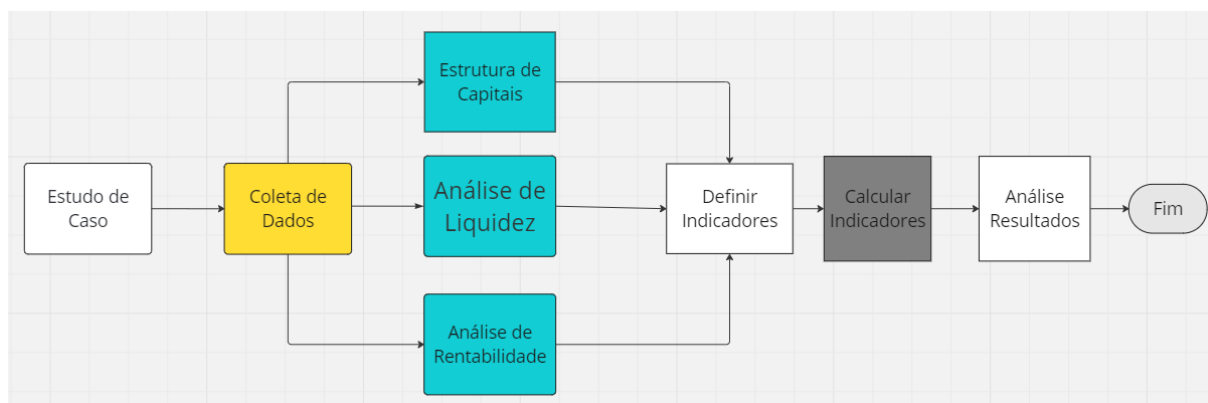 Estudo de
Caso
Coleta de
Dados
Estrutura de
Capitais
Análise de
Liquidez
Análise de
Rentabilidade
Definir
Indicadores
Calcular
Indicadores
Análise
Resultados
Fim